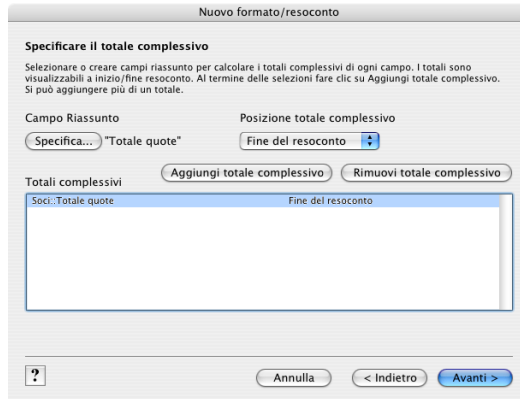 Nuovo formato/resoconto
Specificare il totale complessivo
Selezionare o creare campi riassunto per calcolare i totali complessivi di ogni campo. I totali sono
visualizzabili a inizio/fine resoconto. Al termine delle selezioni fare clic su Aggiungi totale complessivo.
Si può aggiungere più di un totale.
Campo Riassunto
Posizione totale complessivo
Specifica... "Totale quote"
Fine del resoconto
Aggiungi totale complessivo
Rimuovi totale complessivo
Totali complessivi
Soci::Totale quote
Fine del resoconto
?
Annulla
< Indietro
Avanti >